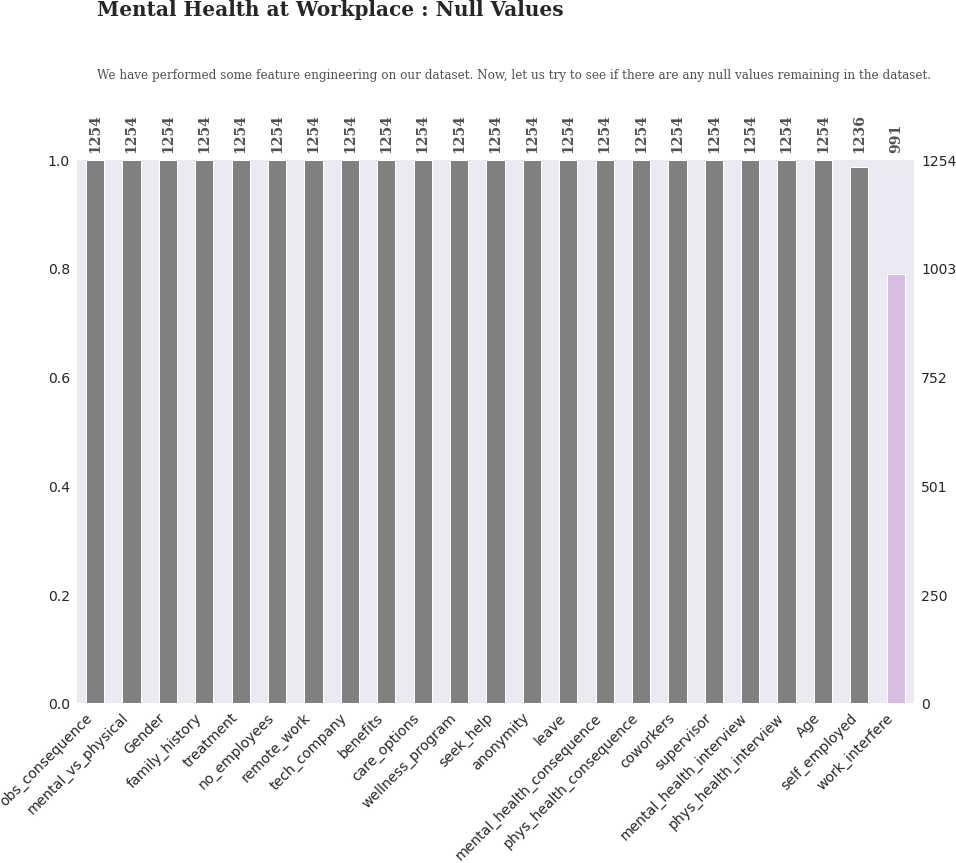 Mental Health at Workplace : Null Values
We have performed some feature engineering on our dataset. Now, let us try to see if there are any null values remaining in the dataset.
1254 1254 1254 1254 1254 1254 1254 1254 1254 1254 1254 1254 1254 1254 1254 1254 1254 1254 1254 1254 1254 1236 991
1.0 1254
0.8 1003
0.6 752
0.4 501
0.2 250
0.0 0
obs_consequence
mental_vs_physical
Gender
family_history
treatment
no_employees
remote_work
tech_company
benefits
care_options
wellness_program
seek_help
anonymity
leave
mental_health_consequence
phys_health_consequence
coworkers
supervisor
mental_health_interview
phys_health_interview
Age
self_employed
work_interfere